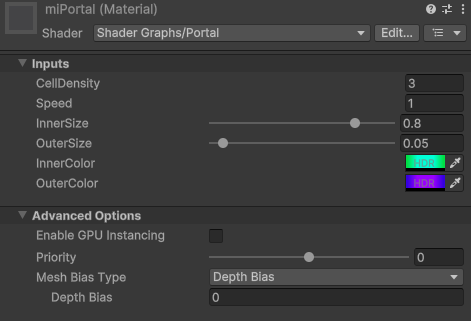 miPortal (Material)
Shader Shader Graphs/Portal Edit...
Inputs
CellDensity 3
Speed 1
InnerSize 0.8
OuterSize 0.05
InnerColor HDR
OuterColor HDR
Advanced Options
Enable GPU Instancing
Priority 0
Mesh Bias Type Depth Bias
Depth Bias 0